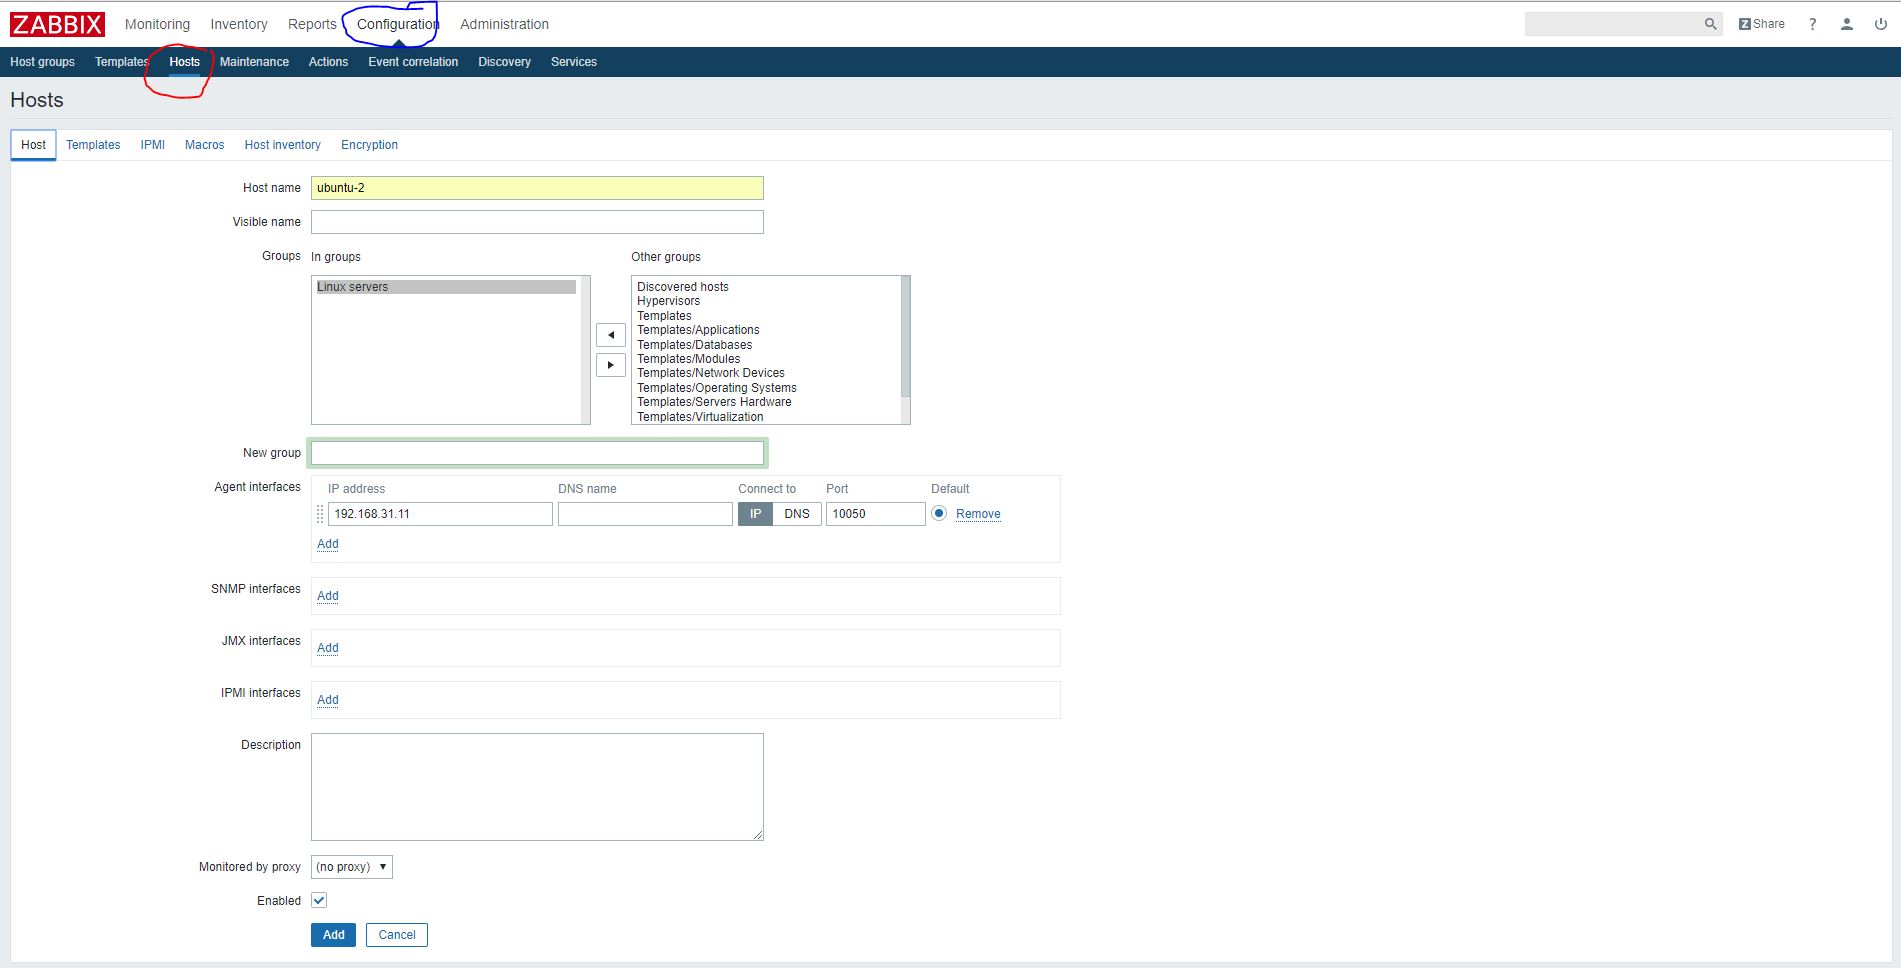 ZABBIX Monitoring Inventory Reports Configuration Administration Z Share ?
Host groups Templates Hosts Maintenance Actions Event correlation Discovery Services
Hosts
Host Templates IPMI Macros Host inventory Encryption
Host name ubuntu-2
Visible name
Groups In groups Other groups
Linux servers Discovered hosts
Hypervisors
Templates
Templates/Applications
Templates/Databases
Templates/Modules
Templates/Network Devices
Templates/Operating Systems
Templates/Servers Hardware
Templates/Virtualization
New group
Agent interfaces IP address DNS name Connect to Port Default
192.168.31.11 IP DNS 10050 Remove
Add
SNMP interfaces Add
JMX interfaces Add
IPMI interfaces Add
Description
Monitored by proxy (no proxy)
Enabled
Add Cancel